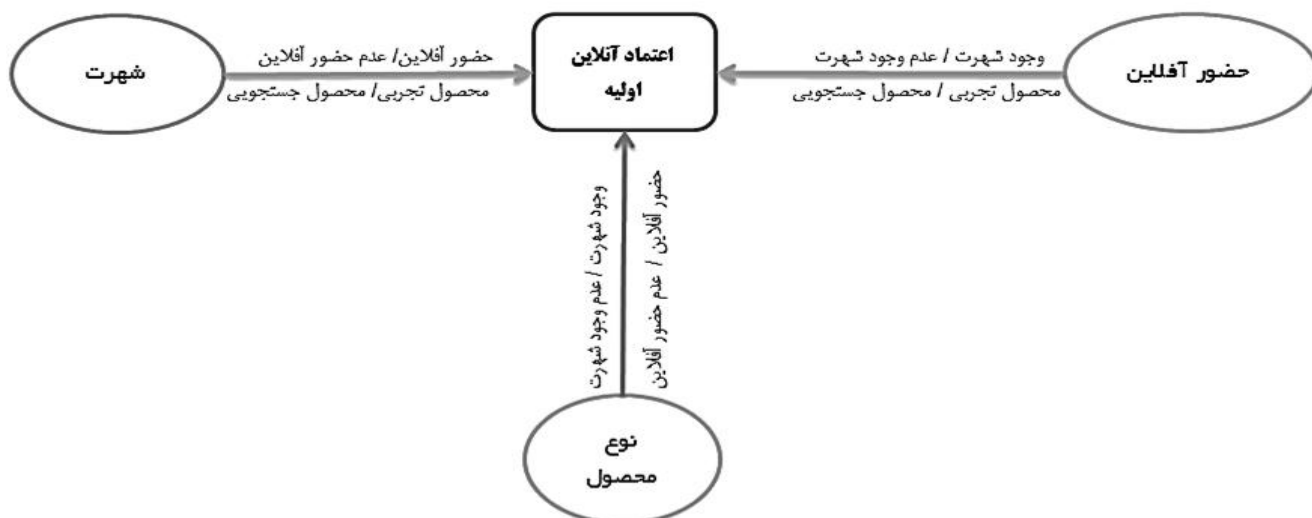 حضور آفلاین
وجود شهرت / عدم وجود شهرت
محصول تجربی / محصول جستجویی
اعتماد آنلاین
اولیه
حضور آفلاین/ عدم حضور آفلاین
محصول تجربی/ محصول جستجویی
شهرت
حضور آفلاین / عدم حضور آفلاین
وجود شهرت / عدم وجود شهرت
نوع
محصول